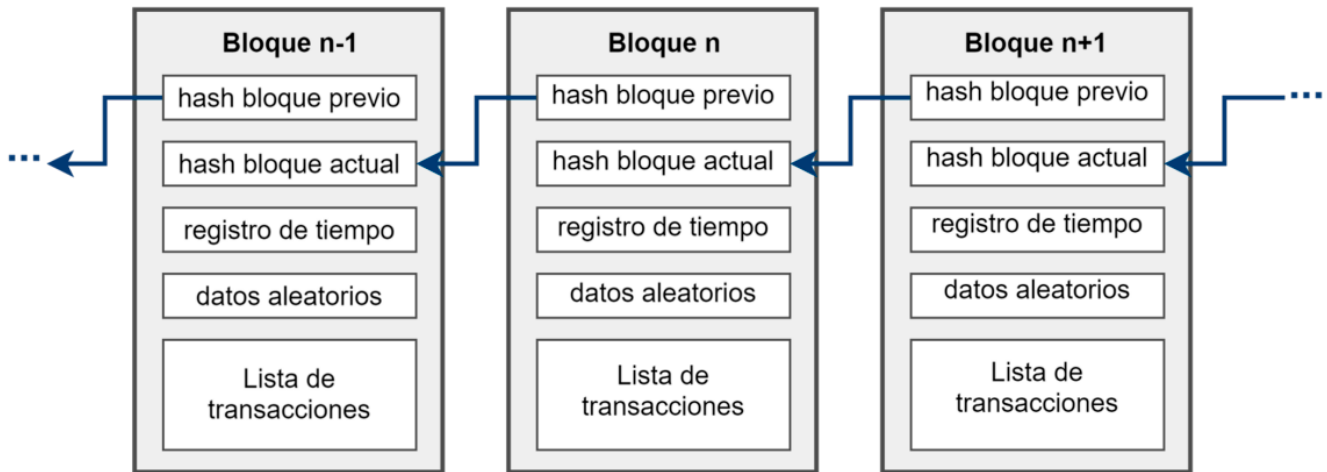 Bloque n-1
hash bloque previo
hash bloque actual
registro de tiempo
datos aleatorios
Lista de
transacciones
Bloque n
hash bloque previo
hash bloque actual
registro de tiempo
datos aleatorios
Lista de
transacciones
Bloque n+1
hash bloque previo
hash bloque actual
registro de tiempo
datos aleatorios
Lista de
transacciones